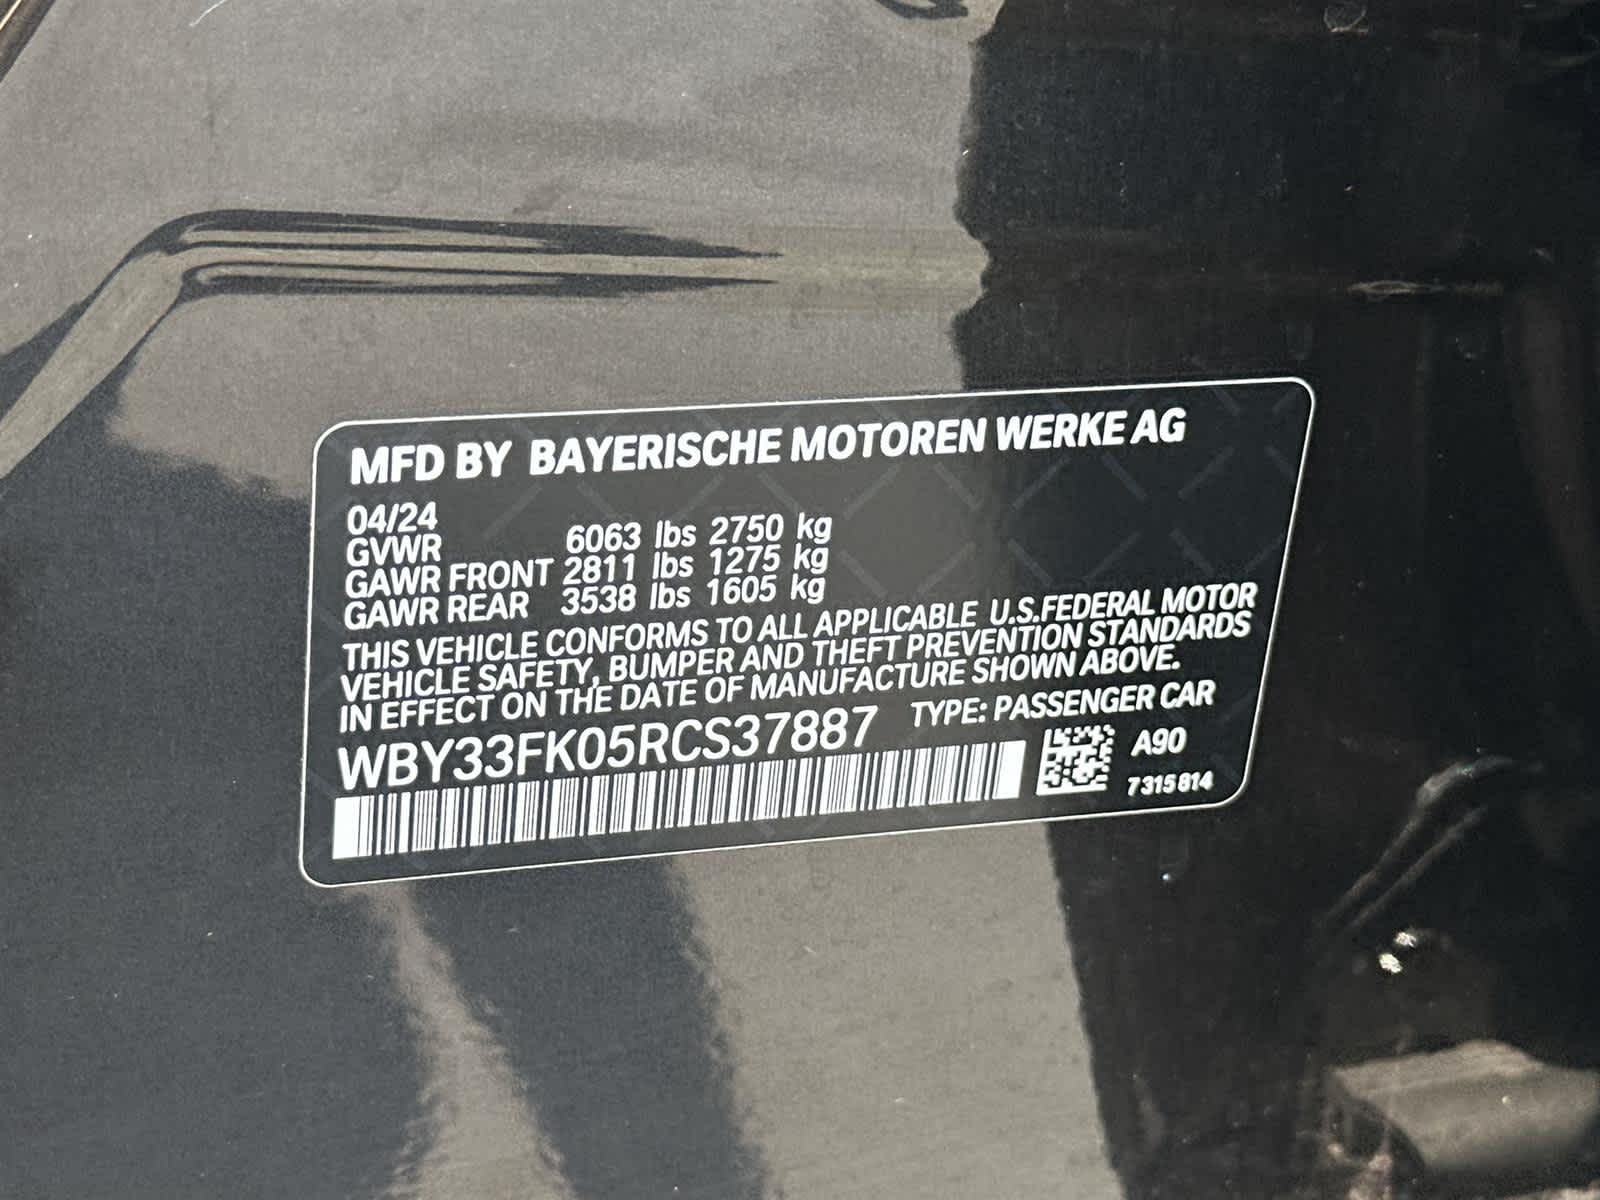 MFD BY BAYERISCHE MOTOREN WERKE AG
04/24
GVWR 6063 lbs 2750 kg
GAWR FRONT 2811 lbs 1275 kg
GAWR REAR 3538 lbs 1605 kg
THIS VEHICLE CONFORMS TO ALL APPLICABLE U.S.FEDERAL MOTOR
VEHICLE SAFETY, BUMPER AND THEFT PREVENTION STANDARDS
IN EFFECT ON THE DATE OF MANUFACTURE SHOWN ABOVE.
WBY33FK05RCS37887 TYPE: PASSENGER CAR
A90
7315814